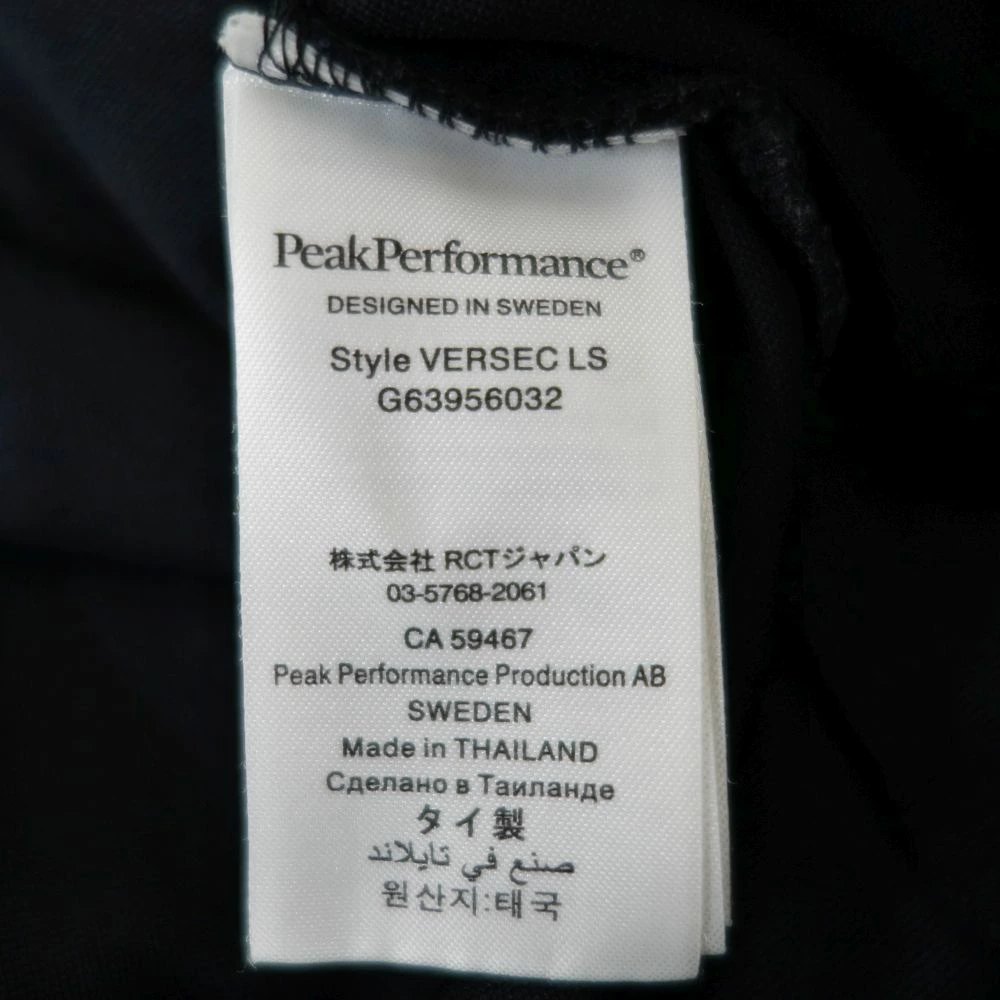 PeakPerformance®
DESIGNED IN SWEDEN
Style VERSEC LS
G63956032
株式会社 RCTジャパン
03-5768-2061
CA 59467
Peak Performance Production AB
SWEDEN
Made in THAILAND
Сделано в Таиланде
タイ製
صنع في تايلاند
원산지:태국